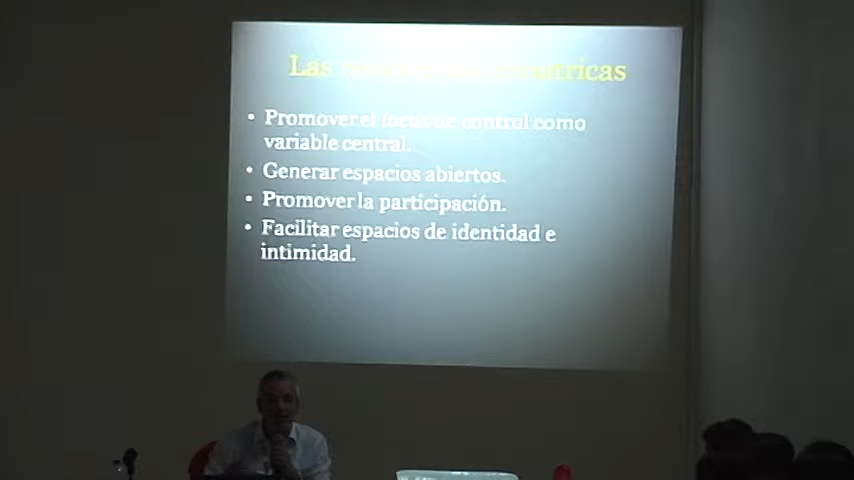 Las
• Promover el focus de control como
variable central.
• Generar espacios abiertos.
• Promover la participación.
• Facilitar espacios de identidad e
intimidad.